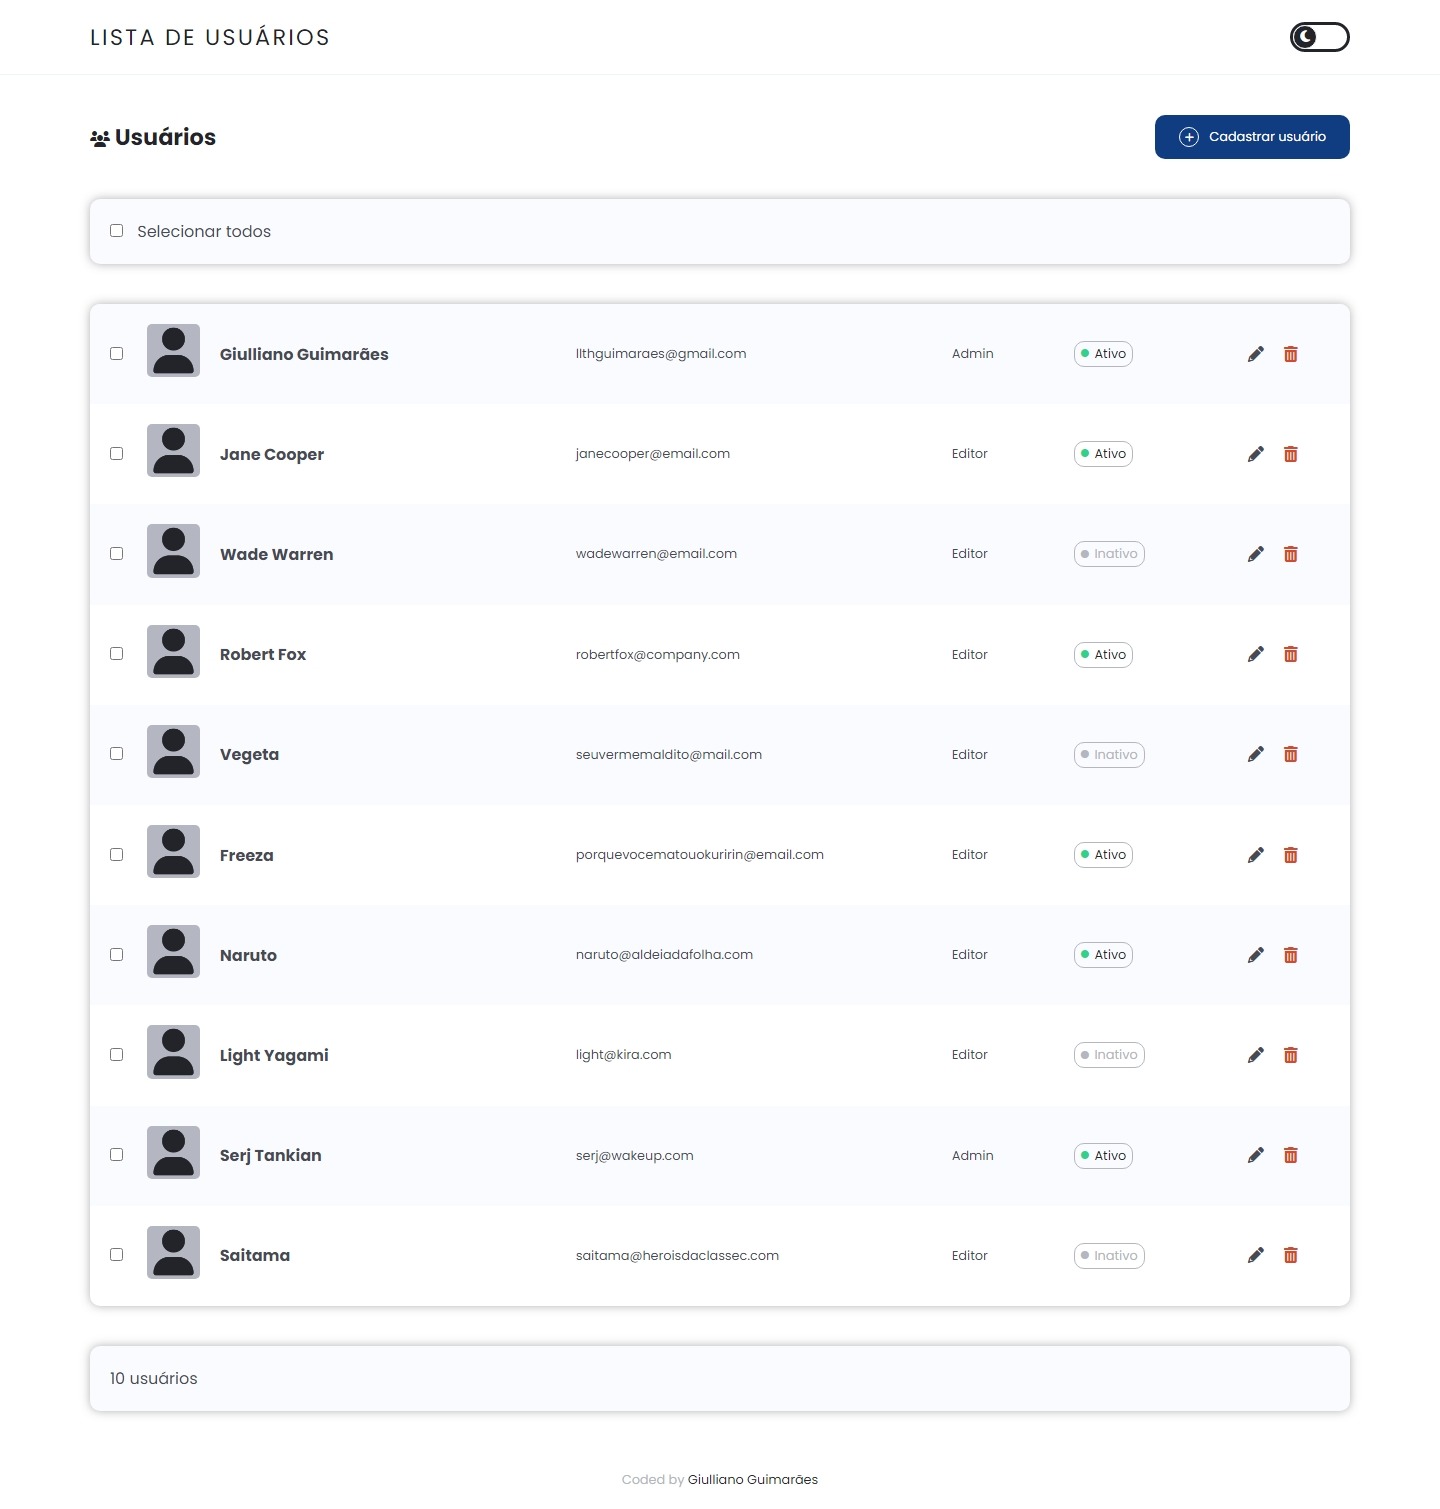 LISTA DE USUÁRIOS
Usuários
Cadastrar usuário
Selecionar todos
Giulliano Guimarães llthguimaraes@gmail.com Admin Ativo
Jane Cooper janecooper@email.com Editor Ativo
Wade Warren wadewarren@email.com Editor Inativo
Robert Fox robertfox@company.com Editor Ativo
Vegeta seuvermemaldito@mail.com Editor Inativo
Freeza porquevocematouokuririn@email.com Editor Ativo
Naruto naruto@aldeiadafolha.com Editor Ativo
Light Yagami light@kira.com Editor Inativo
Serj Tankian serj@wakeup.com Admin Ativo
Saitama saitama@heroisdaclassec.com Editor Inativo
10 usuários
Coded by Giulliano Guimarães